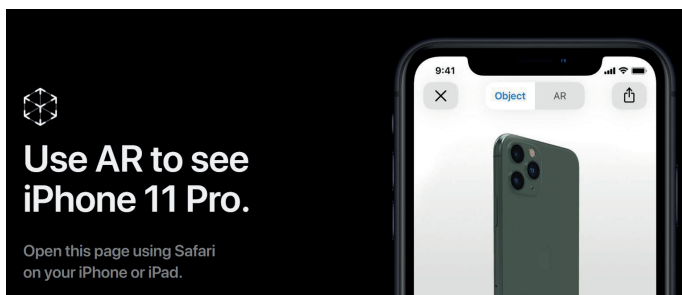 Use AR to see
iPhone 11 Pro.
Open this page using Safari
on your iPhone or iPad.
9:41
Object AR